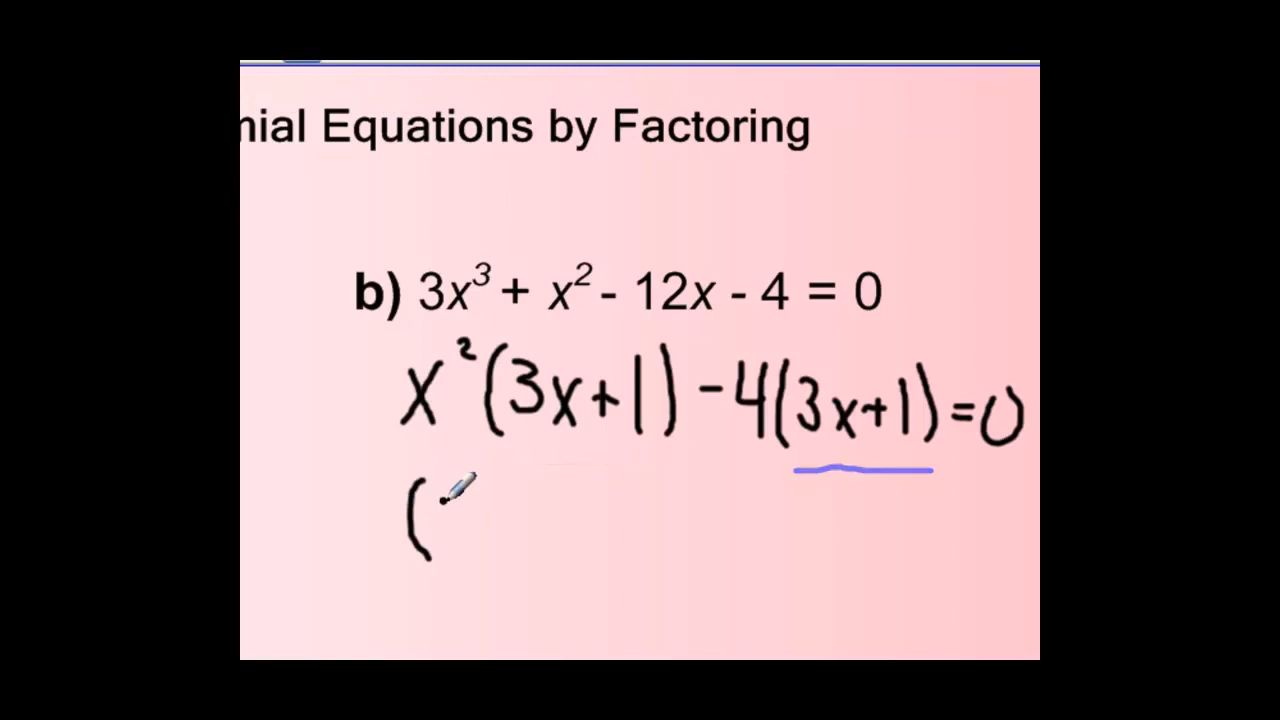 nial Equations by Factoring
b) 3x³ + x² - 12x - 4 = 0
x²(3x+1) -4(3x+1)=0
(